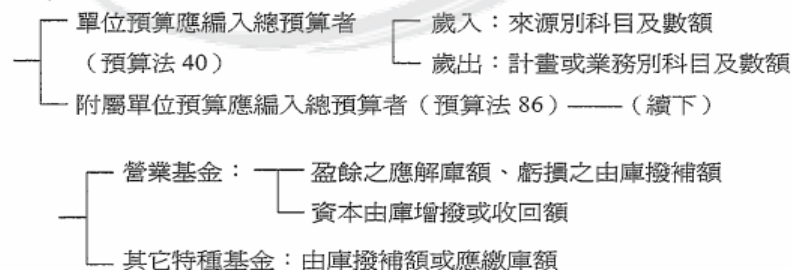 單位預算應編入總預算者 歲入：來源別科目及數額
（預算法 40） 歲出：計畫或業務別科目及數額
附屬單位預算應編入總預算者（預算法 86）——（續下）
營業基金： 盈餘之應解庫額、虧損之由庫撥補額
資本由庫增撥或收回額
其它特種基金：由庫撥補額或應繳庫額